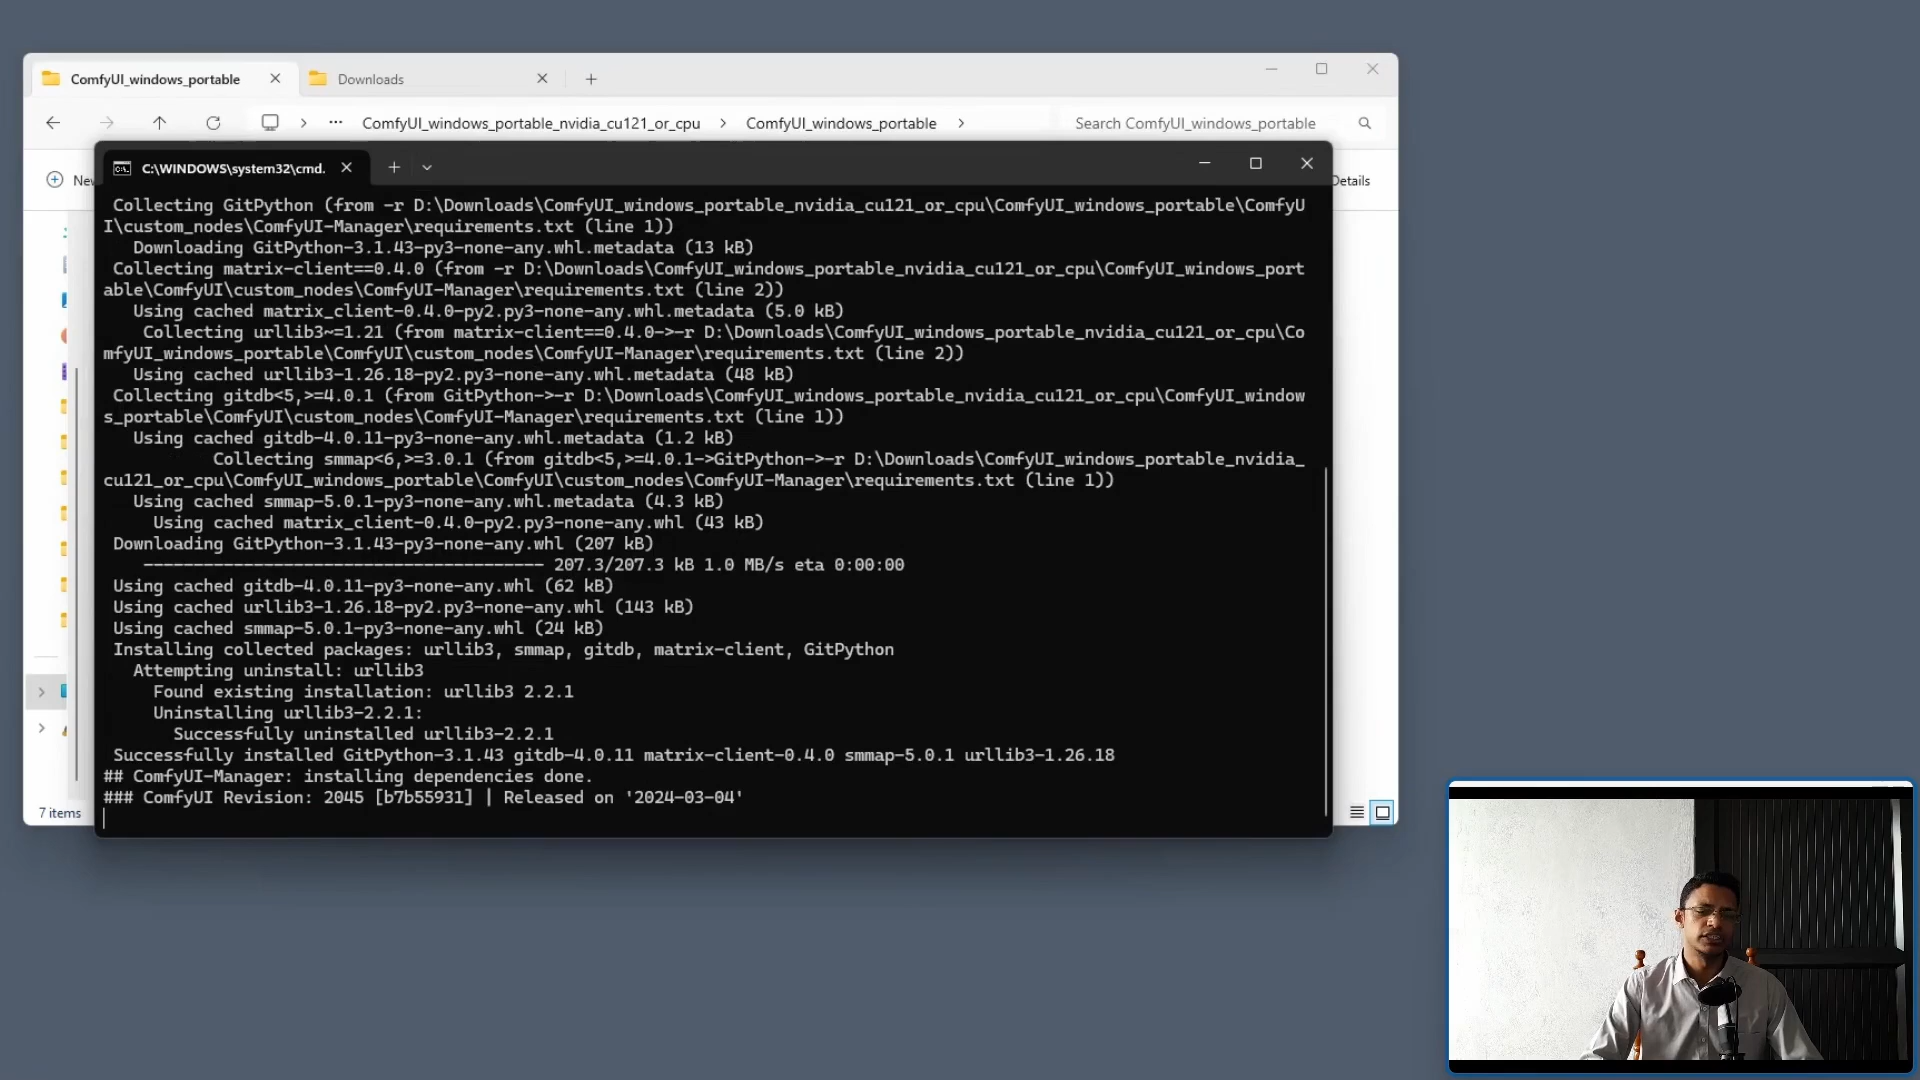 ComfyUI_windows_portable
Downloads
ComfyUI_windows_portable_nvidia_cu121_or_cpu > ComfyUI_windows_portable >
Search ComfyUI_windows_portable
New
Details
C:\WINDOWS\system32\cmd.
Collecting GitPython (from -r D:\Downloads\ComfyUI_windows_portable_nvidia_cu121_or_cpu\ComfyUI_windows_portable\ComfyU
I\custom_nodes\ComfyUI-Manager\requirements.txt (line 1))
Downloading GitPython-3.1.43-py3-none-any.whl.metadata (13 kB)
Collecting matrix-client==0.4.0 (from -r D:\Downloads\ComfyUI_windows_portable_nvidia_cu121_or_cpu\ComfyUI_windows_port
able\ComfyUI\custom_nodes\ComfyUI-Manager\requirements.txt (line 2))
Using cached matrix_client-0.4.0-py2.py3-none-any.whl.metadata (5.0 kB)
Collecting urllib3~=1.21 (from matrix-client==0.4.0->-r D:\Downloads\ComfyUI_windows_portable_nvidia_cu121_or_cpu\Co
mfyUI_windows_portable\ComfyUI\custom_nodes\ComfyUI-Manager\requirements.txt (line 2))
Using cached urllib3-1.26.18-py2.py3-none-any.whl.metadata (48 kB)
Collecting gitdb<5,>=4.0.1 (from GitPython->-r D:\Downloads\ComfyUI_windows_portable_nvidia_cu121_or_cpu\ComfyUI_window
s_portable\ComfyUI\custom_nodes\ComfyUI-Manager\requirements.txt (line 1))
Using cached gitdb-4.0.11-py3-none-any.whl.metadata (1.2 kB)
Collecting smmap<6,>=3.0.1 (from gitdb<5,>=4.0.1->GitPython->-r D:\Downloads\ComfyUI_windows_portable_nvidia_
cu121_or_cpu\ComfyUI_windows_portable\ComfyUI\custom_nodes\ComfyUI-Manager\requirements.txt (line 1))
Using cached smmap-5.0.1-py3-none-any.whl.metadata (4.3 kB)
Using cached matrix_client-0.4.0-py2.py3-none-any.whl (43 kB)
Downloading GitPython-3.1.43-py3-none-any.whl (207 kB)
---------------------------------------- 207.3/207.3 kB 1.0 MB/s eta 0:00:00
Using cached gitdb-4.0.11-py3-none-any.whl (62 kB)
Using cached urllib3-1.26.18-py2.py3-none-any.whl (143 kB)
Using cached smmap-5.0.1-py3-none-any.whl (24 kB)
Installing collected packages: urllib3, smmap, gitdb, matrix-client, GitPython
Attempting uninstall: urllib3
Found existing installation: urllib3 2.2.1
Uninstalling urllib3-2.2.1:
Successfully uninstalled urllib3-2.2.1
Successfully installed GitPython-3.1.43 gitdb-4.0.11 matrix-client-0.4.0 smmap-5.0.1 urllib3-1.26.18
## ComfyUI-Manager: installing dependencies done.
### ComfyUI Revision: 2045 [b7b55931] | Released on '2024-03-04'
7 items